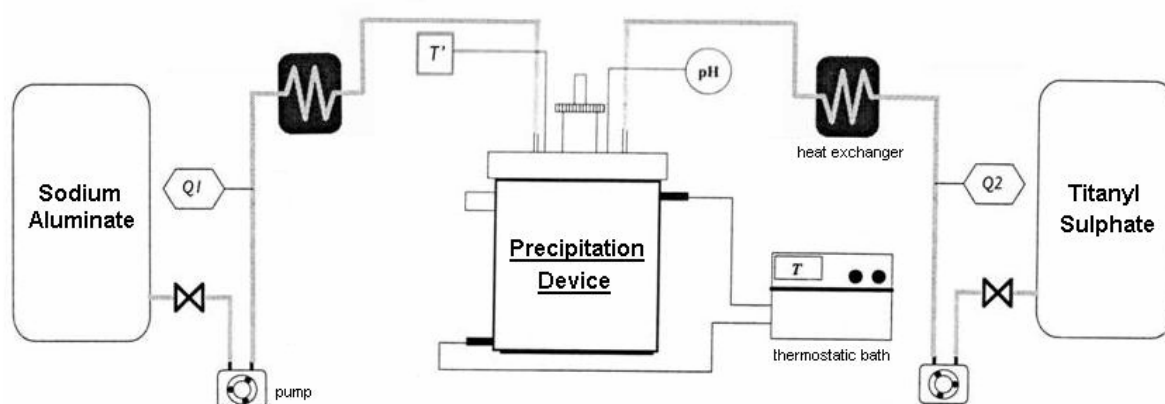 T'
pH
heat exchanger
Sodium
Aluminate
Q1
Q2
Titanyl
Sulphate
Precipitation
Device
T
thermostatic bath
pump